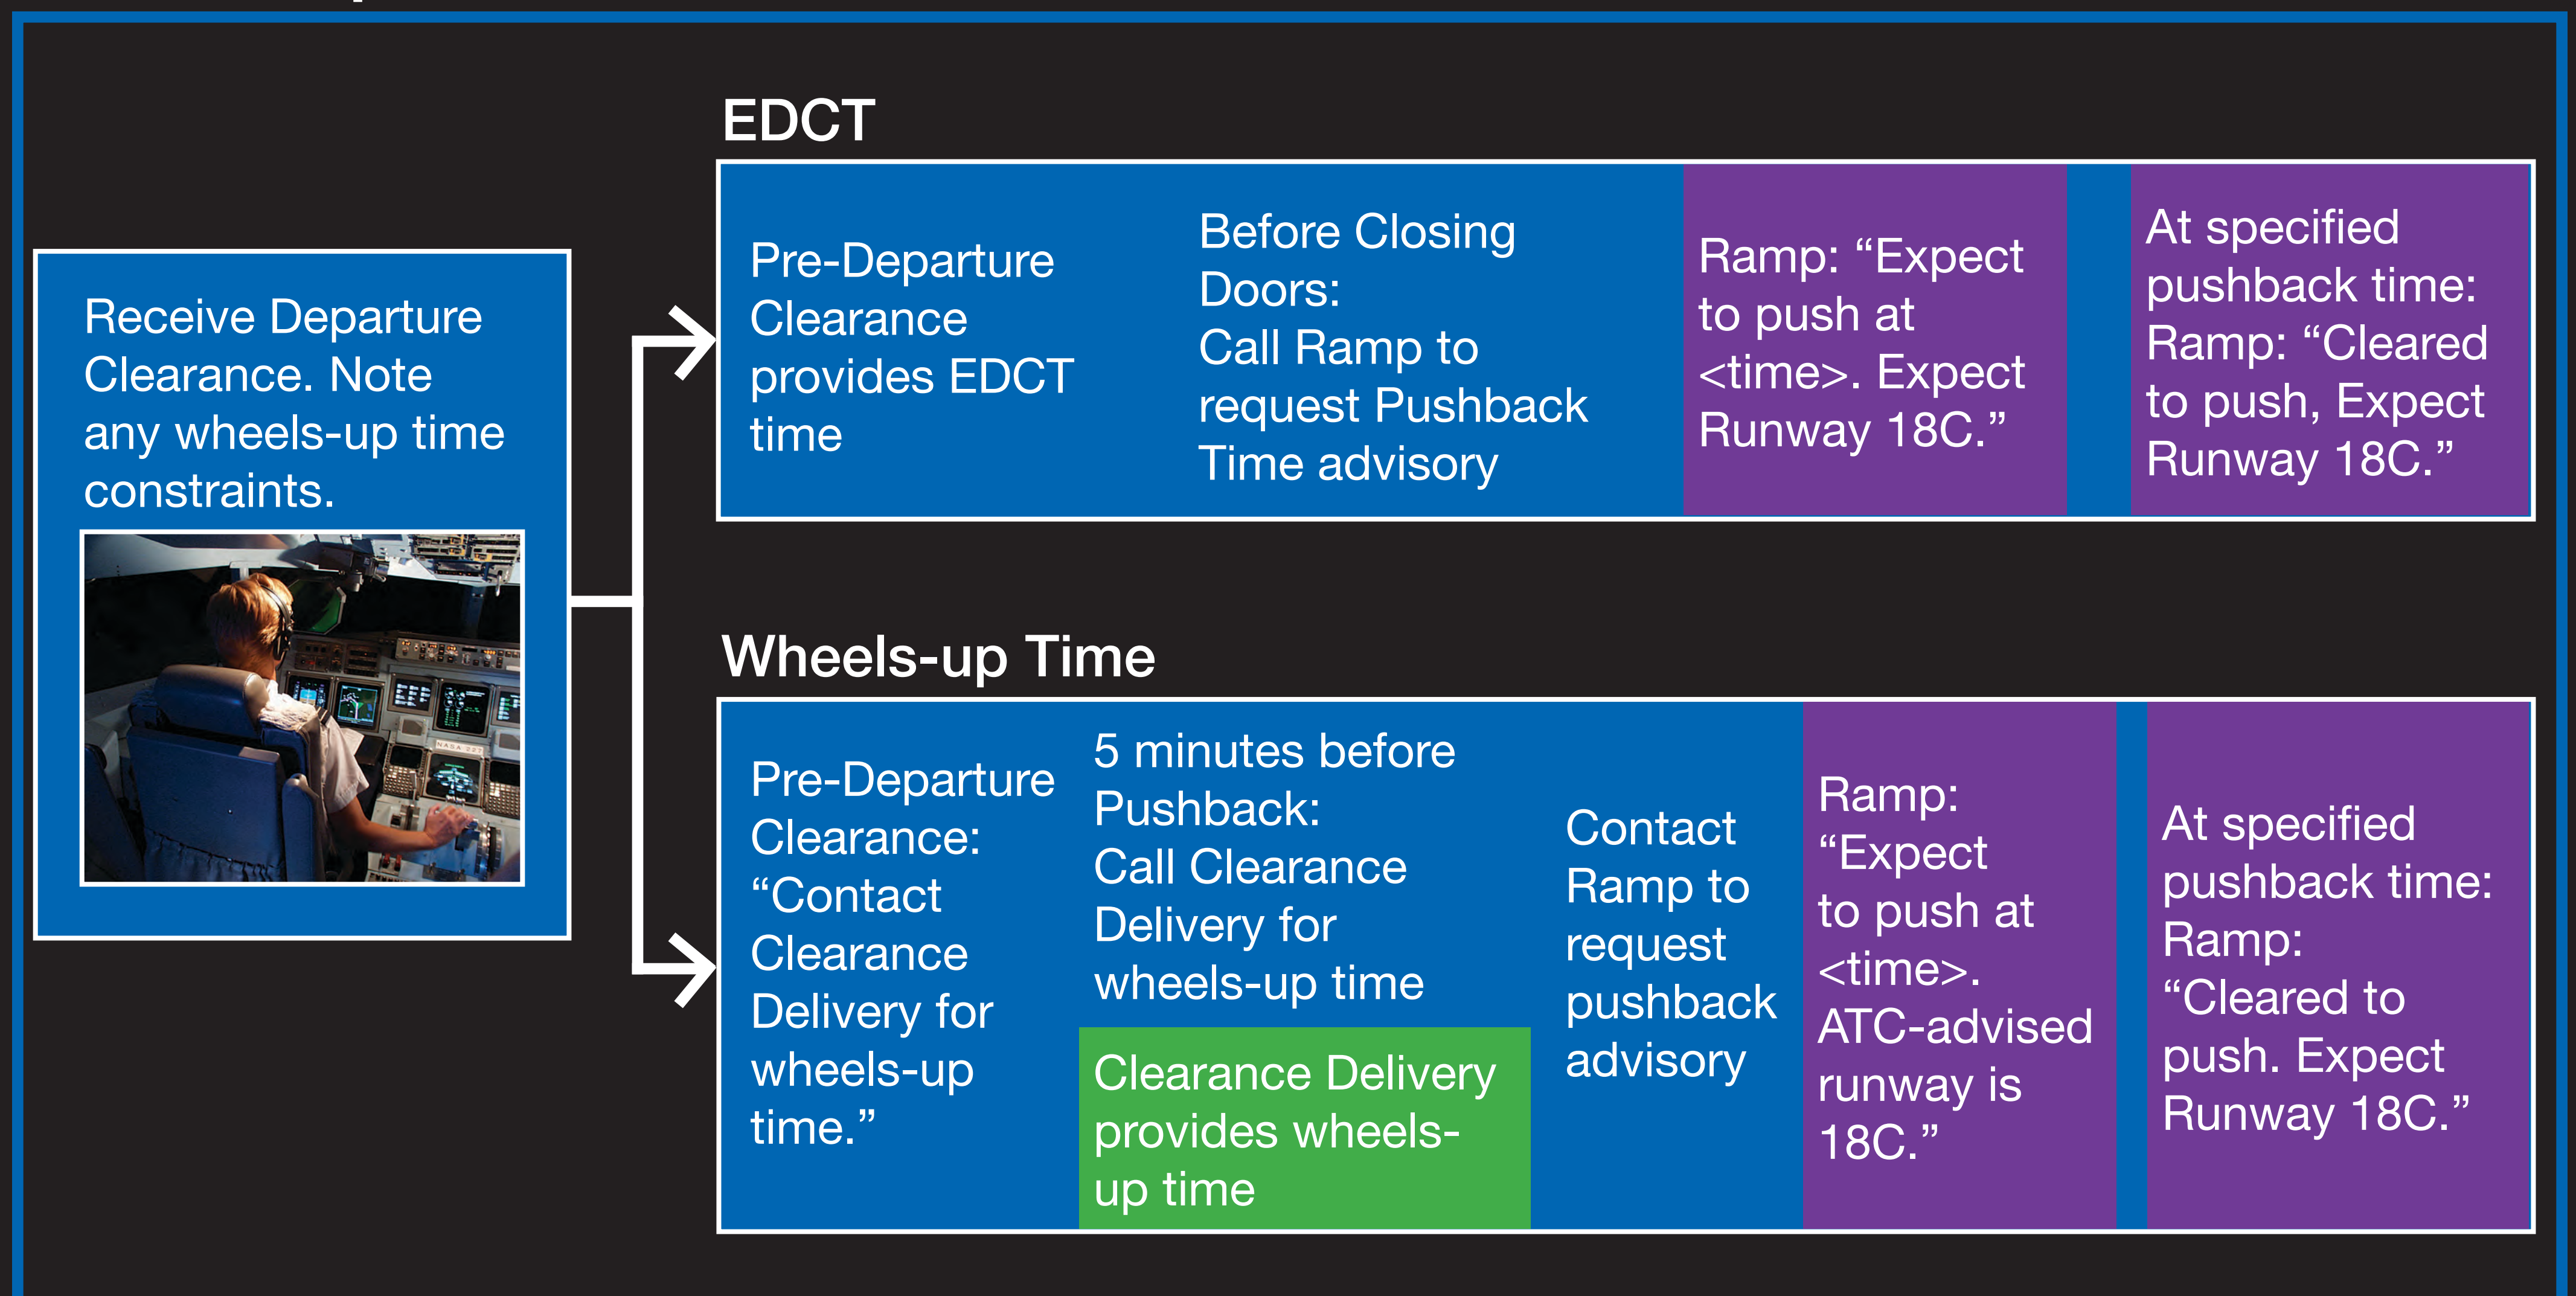 Receive Departure
Clearance. Note
any wheels-up time
constraints.
NASA 227
EDCT
Pre-Departure
Clearance
provides EDCT
time
Before Closing
Doors:
Call Ramp to
request Pushback
Time advisory
Ramp: “Expect
to push at
<time>. Expect
Runway 18C.”
At specified
pushback time:
Ramp: “Cleared
to push, Expect
Runway 18C.”
Wheels-up Time
Pre-Departure
Clearance:
“Contact
Clearance
Delivery for
wheels-up
time.”
5 minutes before
Pushback:
Call Clearance
Delivery for
wheels-up time
Clearance Delivery
provides wheels-
up time
Contact
Ramp to
request
pushback
advisory
Ramp:
“Expect
to push at
<time>.
ATC-advised
runway is
18C.”
At specified
pushback time:
Ramp:
“Cleared to
push. Expect
Runway 18C.”